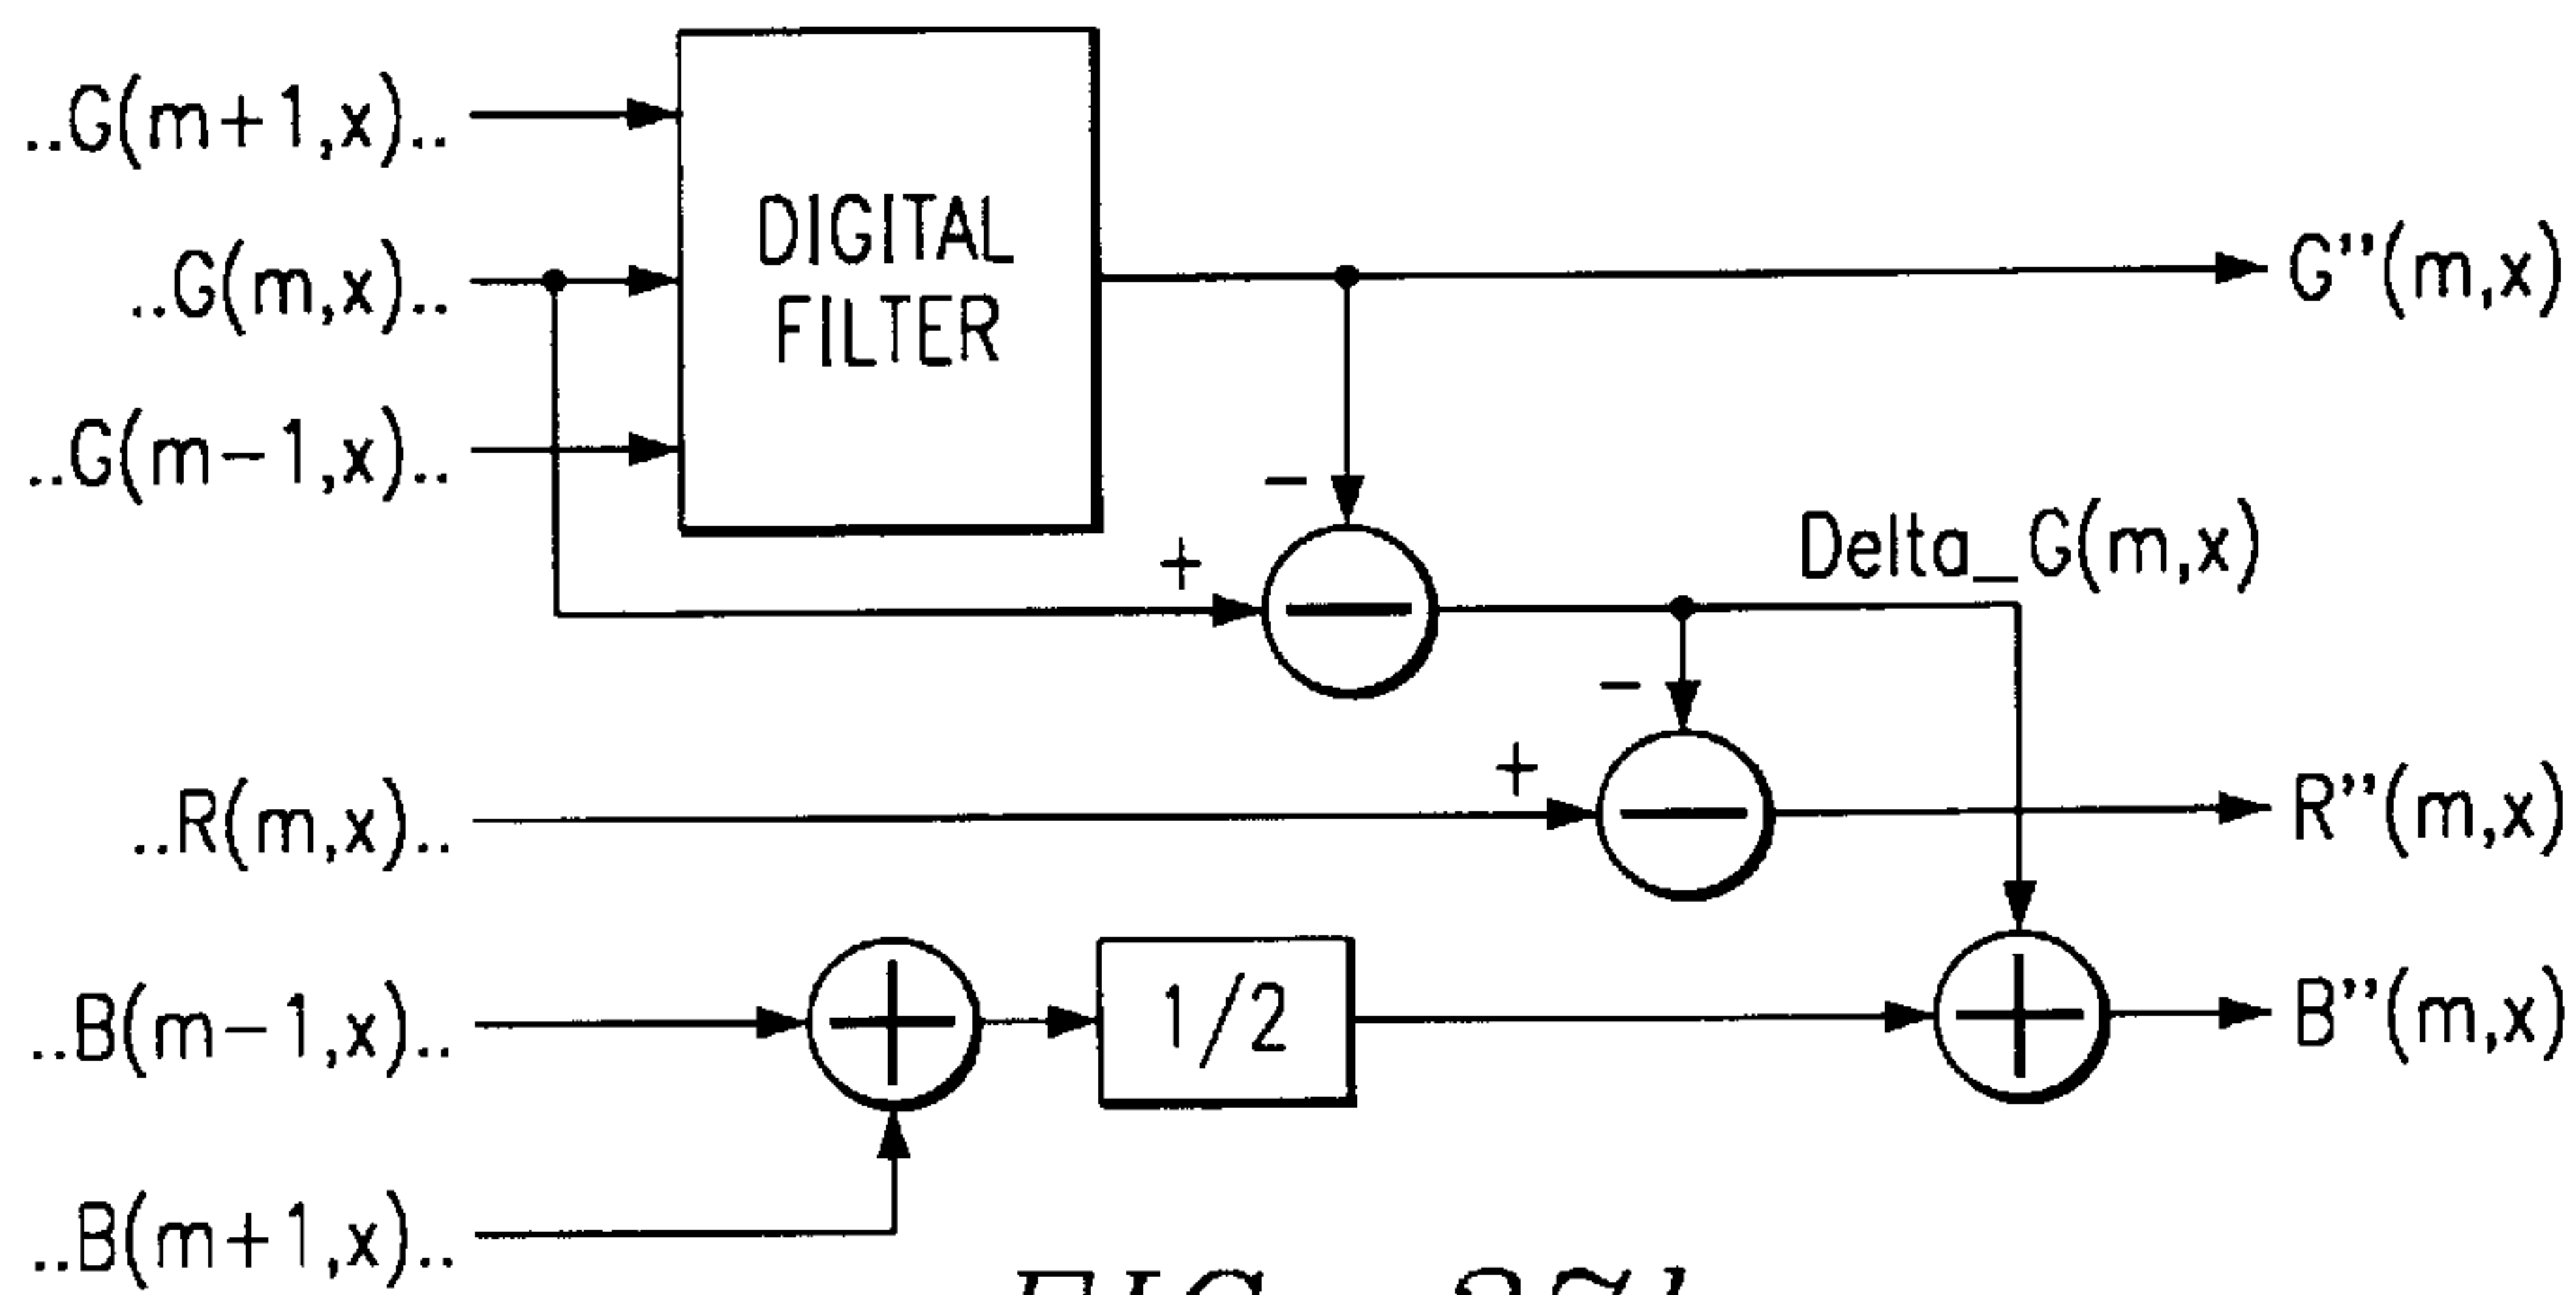 ..G(m+1,x)..
..G(m,x)..
..G(m-1,x)..
DIGITAL
FILTER
G”(m,x)
-
+
Delta_G(m,x)
-
+
..R(m,x)..
R”(m,x)
..B(m-1,x)..
1/2
B”(m,x)
..B(m+1,x)..